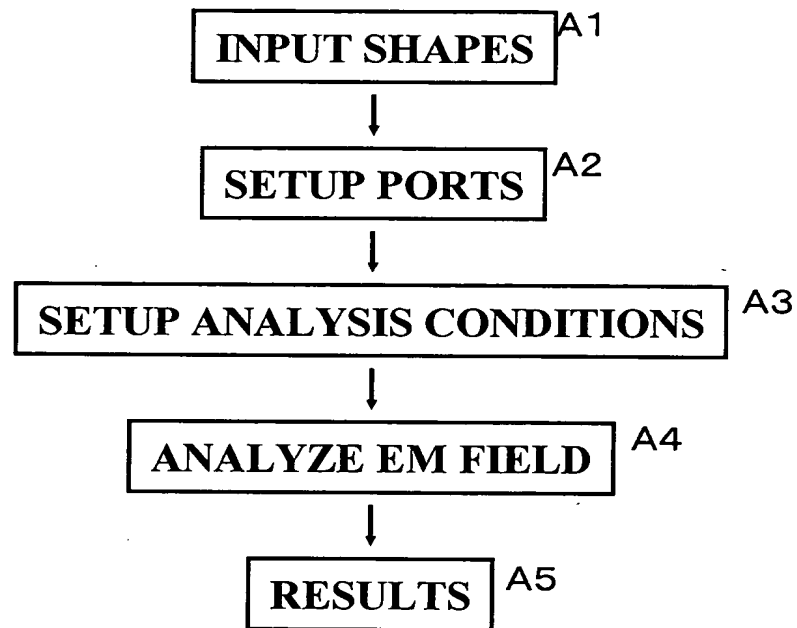 INPUT SHAPES A1
SETUP PORTS A2
SETUP ANALYSIS CONDITIONS A3
ANALYZE EM FIELD A4
RESULTS A5